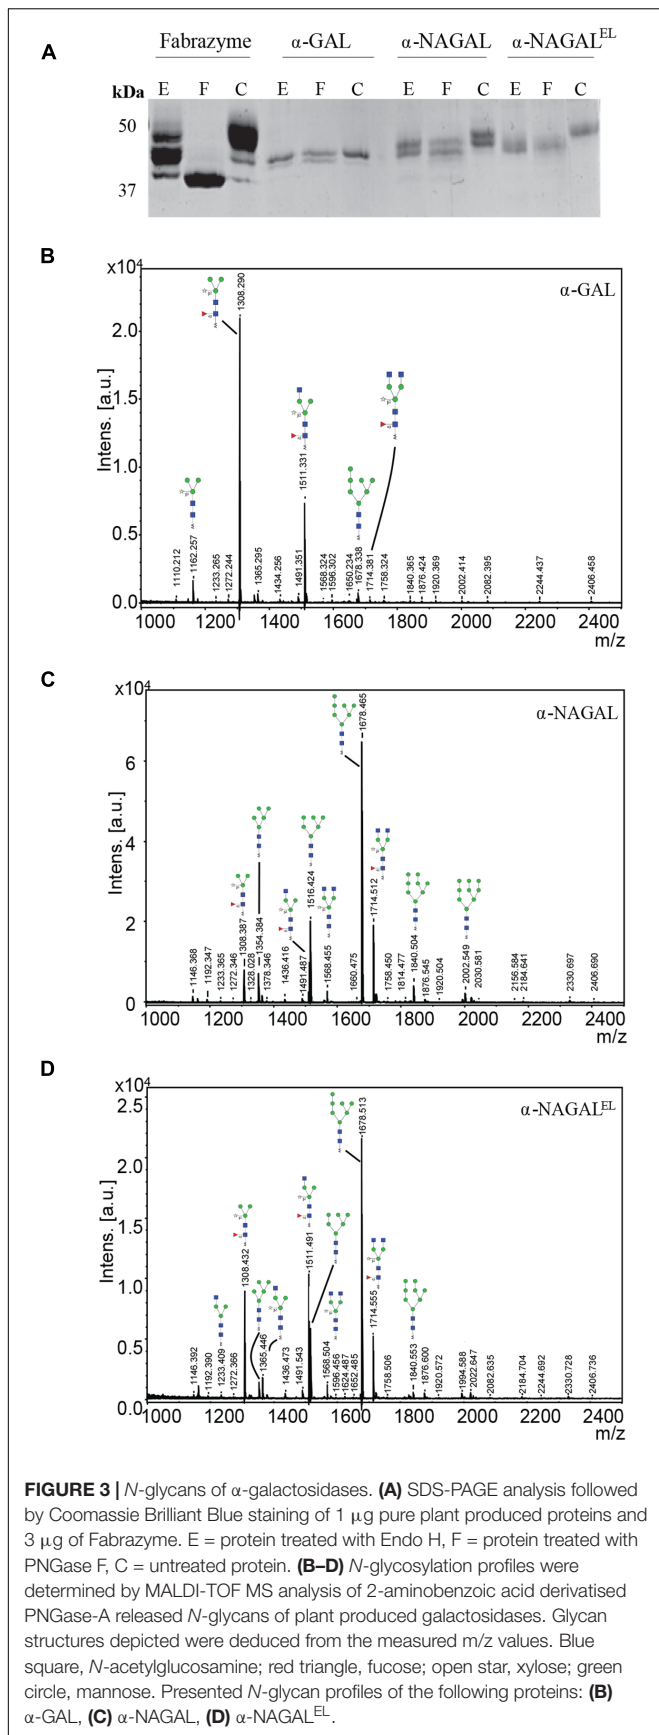 A
Fabrazyme α-GAL α-NAGAL α-NAGALᴱᴸ
kDa E F C E F C E F C E F C
50
37
B
x10⁴
α-GAL
Intens. [a.u.]
2.0
1.5
1.0
0.5
0.0
1110.212
1162.257
1233.265
1272.244
1308.290
1365.295
1434.256
1491.351
1511.331
1568.324
1596.302
1650.234
1678.338
1714.381
1758.324
1840.365
1876.424
1920.369
2002.414
2082.395
2244.437
2406.458
1000 1200 1400 1600 1800 2000 2200 2400
m/z
C
x10⁴
α-NAGAL
Intens. [a.u.]
6
4
2
0
1146.368
1192.347
1233.365
1272.346
1308.387
1328.028
1354.384
1378.346
1436.416
1491.487
1516.424
1568.455
1660.475
1678.465
1714.512
1758.450
1814.477
1840.504
1876.545
1920.504
2002.549
2030.581
2156.584
2184.641
2330.697
2406.690
1000 1200 1400 1600 1800 2000 2200 2400
m/z
D
x10⁴
α-NAGALᴱᴸ
Intens. [a.u.]
2.5
2.0
1.5
1.0
0.5
0.0
1146.392
1192.390
1233.409
1272.366
1308.432
1365.446
1436.473
1491.543
1511.491
1568.504
1596.456
1624.487
1652.485
1678.513
1714.555
1758.506
1840.553
1876.600
1920.572
1994.588
2022.647
2082.635
2184.704
2244.692
2330.728
2406.736
1000 1200 1400 1600 1800 2000 2200 2400
m/z
FIGURE 3 | N-glycans of α-galactosidases. (A) SDS-PAGE analysis followed
by Coomassie Brilliant Blue staining of 1 μg pure plant produced proteins and
3 μg of Fabrazyme. E = protein treated with Endo H, F = protein treated with
PNGase F, C = untreated protein. (B–D) N-glycosylation profiles were
determined by MALDI-TOF MS analysis of 2-aminobenzoic acid derivatised
PNGase-A released N-glycans of plant produced galactosidases. Glycan
structures depicted were deduced from the measured m/z values. Blue
square, N-acetylglucosamine; red triangle, fucose; open star, xylose; green
circle, mannose. Presented N-glycan profiles of the following proteins: (B)
α-GAL, (C) α-NAGAL, (D) α-NAGALᴱᴸ.